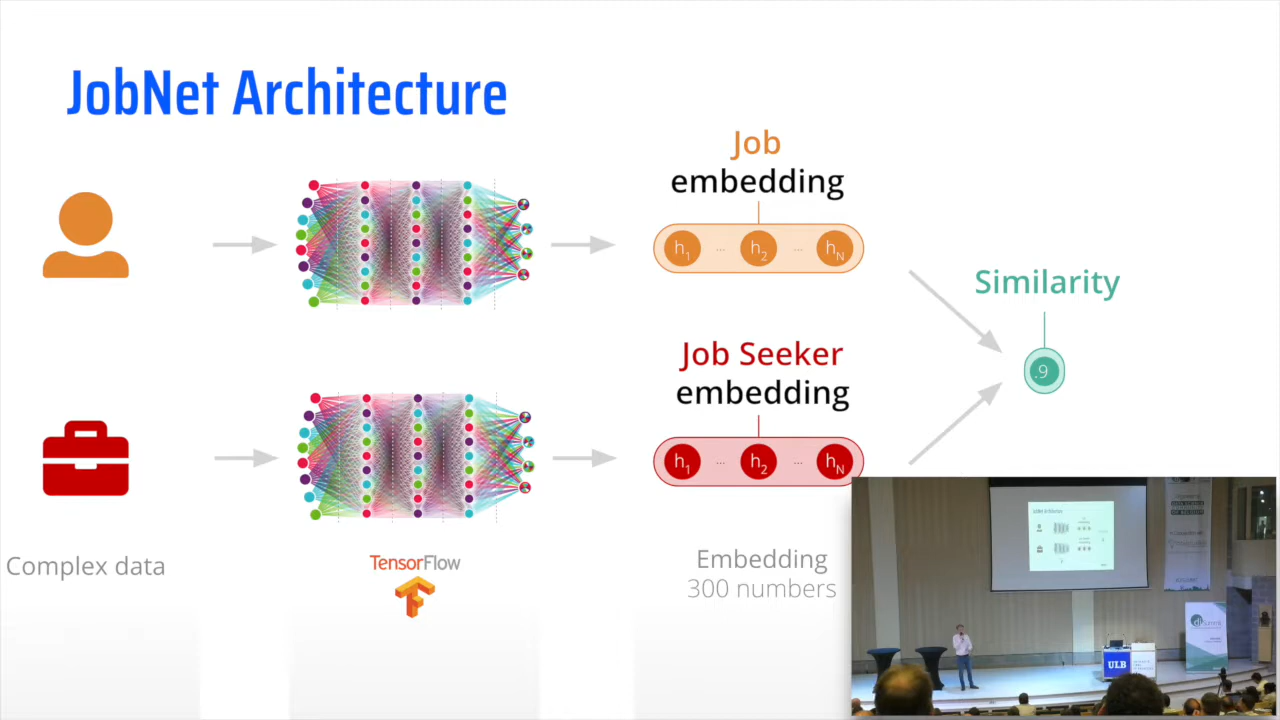 JobNet Architecture
Job
embedding
h1 ... h2 ... hN
Similarity
.9
Job Seeker
embedding
h1 ... h2 ... hN
Complex data
TensorFlow
Embedding
300 numbers
ULB